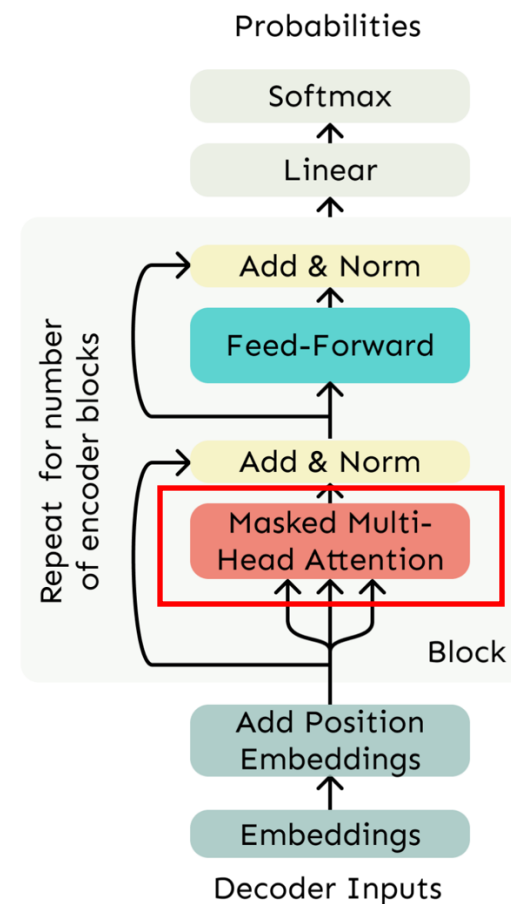 Probabilities
Softmax
Linear
Add & Norm
Feed-Forward
Repeat for number
of encoder blocks
Add & Norm
Masked Multi-
Head Attention
Block
Add Position
Embeddings
Embeddings
Decoder Inputs